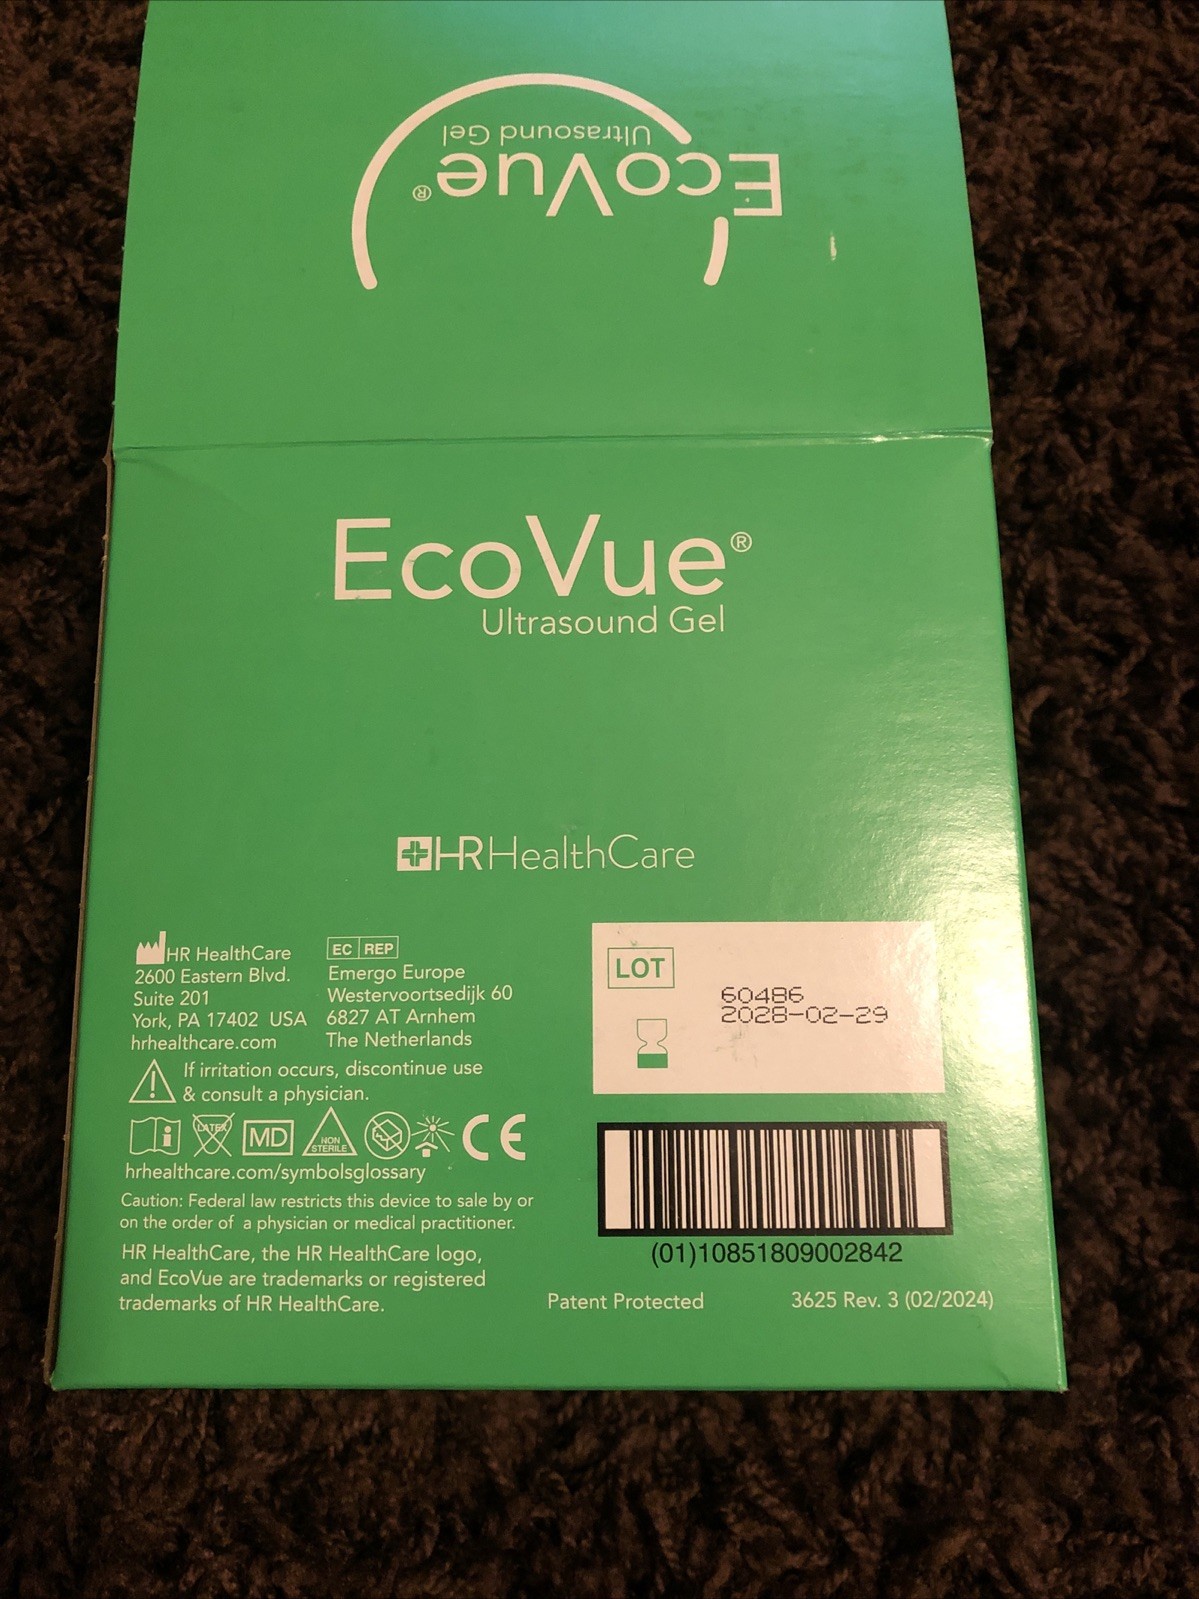 EcoVue®
Ultrasound Gel
EcoVue®
Ultrasound Gel
HR HealthCare
HR HealthCare
2600 Eastern Blvd.
Suite 201
York, PA 17402 USA
hrhealthcare.com
EC REP
Emergo Europe
Westervoortsedijk 60
6827 AT Arnhem
The Netherlands
If irritation occurs, discontinue use
& consult a physician.
LATEX
MD
NON
STERILE
CE
hrhealthcare.com/symbolsglossary
Caution: Federal law restricts this device to sale by or
on the order of a physician or medical practitioner.
HR HealthCare, the HR HealthCare logo,
and EcoVue are trademarks or registered
trademarks of HR HealthCare.
LOT
60486
2028-02-29
(01)10851809002842
Patent Protected
3625 Rev. 3 (02/2024)